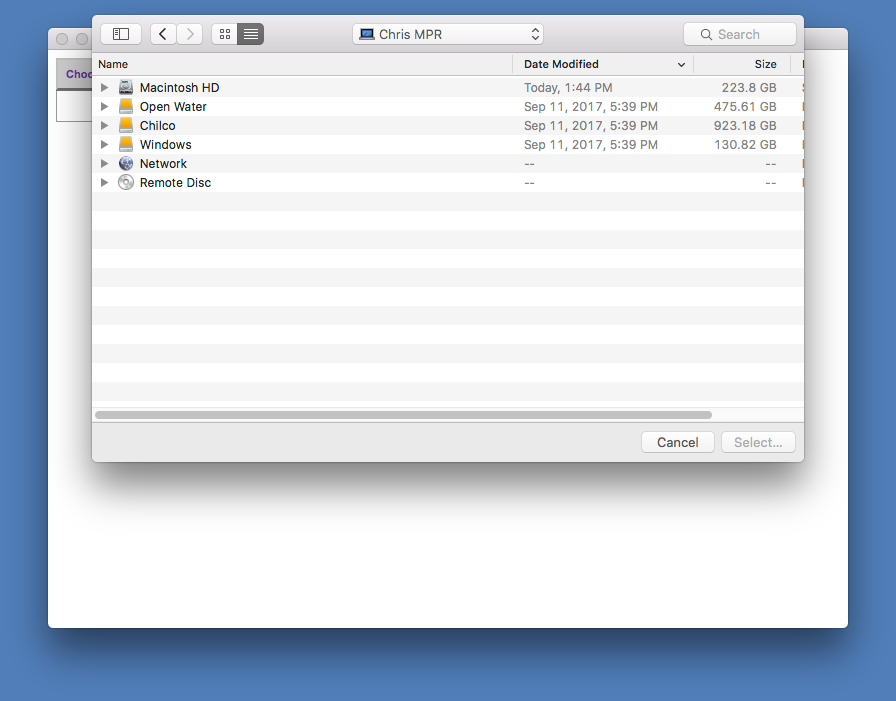 Chris MPR
Search
Name Date Modified Size
Macintosh HD Today, 1:44 PM 223.8 GB
Open Water Sep 11, 2017, 5:39 PM 475.61 GB
Chilco Sep 11, 2017, 5:39 PM 923.18 GB
Windows Sep 11, 2017, 5:39 PM 130.82 GB
Network -- --
Remote Disc -- --
Cancel Select...